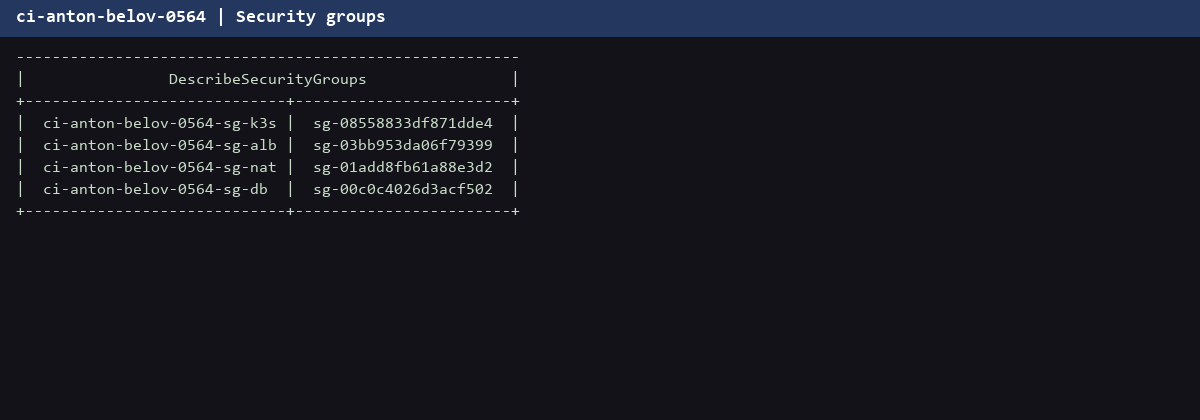 ci-anton-belov-0564 | Security groups
--------------------------------------------------------
|                DescribeSecurityGroups                |
+-----------------------------+------------------------+
|  ci-anton-belov-0564-sg-k3s |  sg-08558833df871dde4  |
|  ci-anton-belov-0564-sg-alb |  sg-03bb953da06f79399  |
|  ci-anton-belov-0564-sg-nat |  sg-01add8fb61a88e3d2  |
|  ci-anton-belov-0564-sg-db  |  sg-00c0c4026d3acf502  |
+-----------------------------+------------------------+